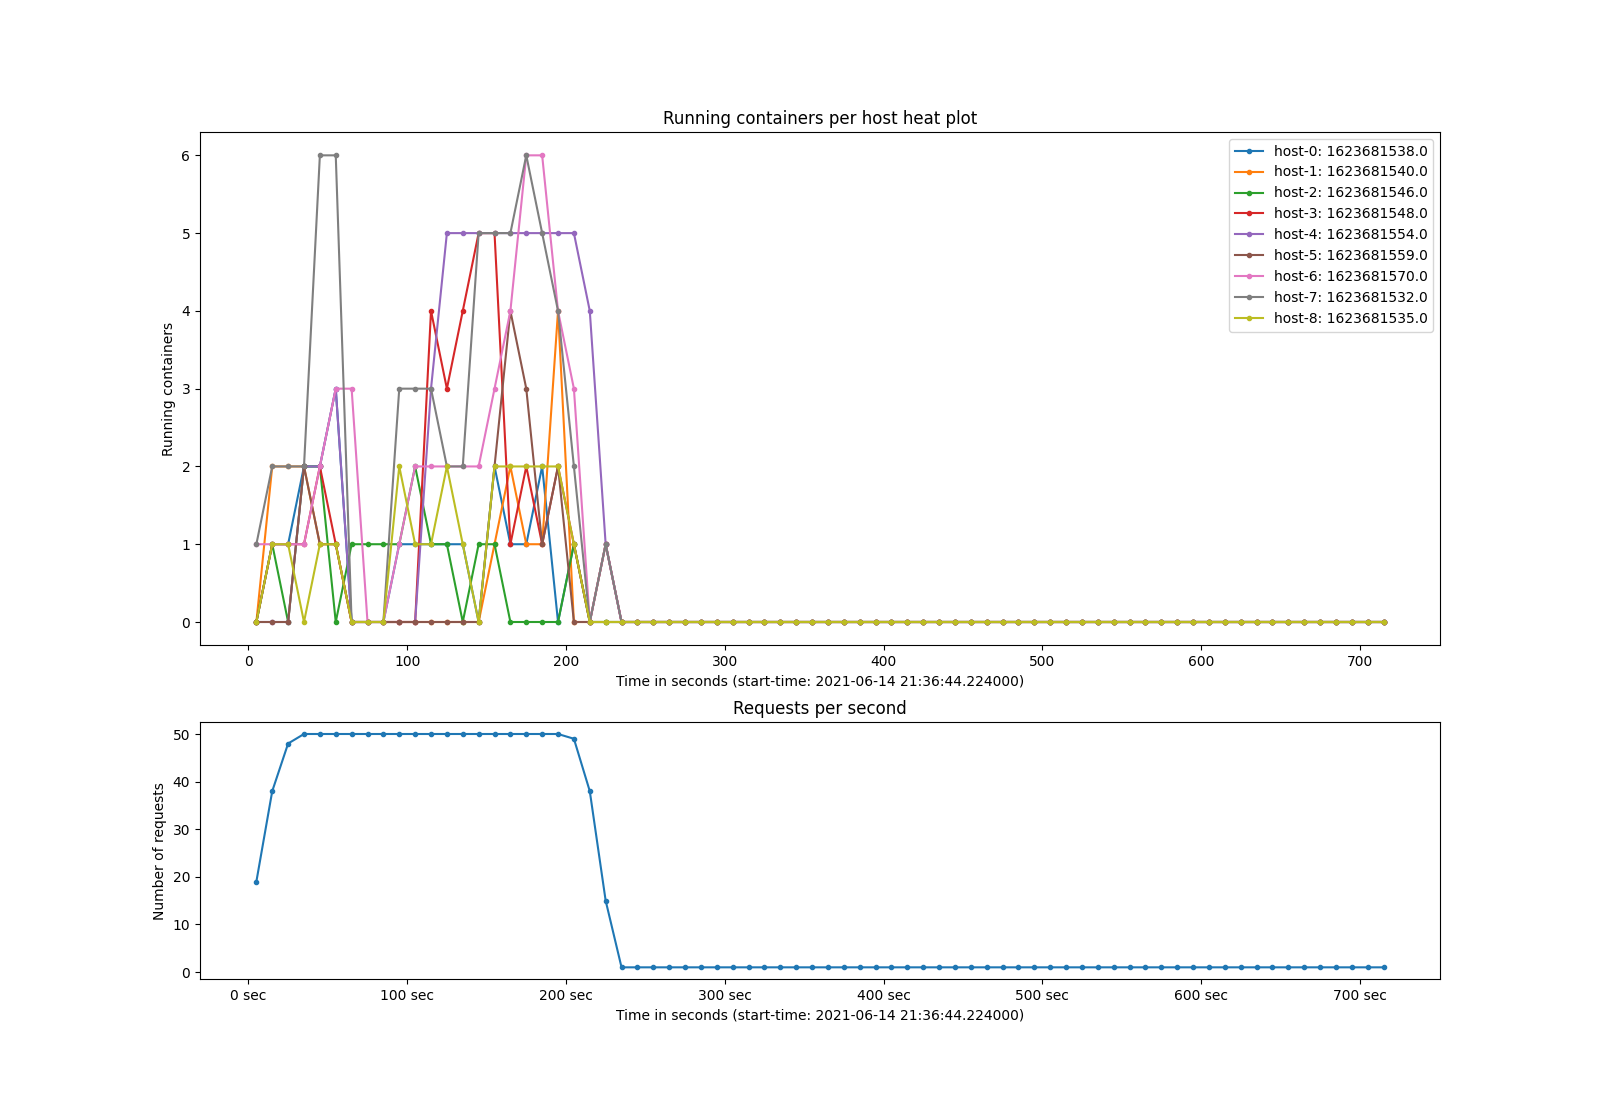 Running containers per host heat plot
Running containers
6
5
4
3
2
1
0
host-0: 1623681538.0
host-1: 1623681540.0
host-2: 1623681546.0
host-3: 1623681548.0
host-4: 1623681554.0
host-5: 1623681559.0
host-6: 1623681570.0
host-7: 1623681532.0
host-8: 1623681535.0
0 100 200 300 400 500 600 700
Time in seconds (start-time: 2021-06-14 21:36:44.224000)
Requests per second
Number of requests
50
40
30
20
10
0
0 sec 100 sec 200 sec 300 sec 400 sec 500 sec 600 sec 700 sec
Time in seconds (start-time: 2021-06-14 21:36:44.224000)